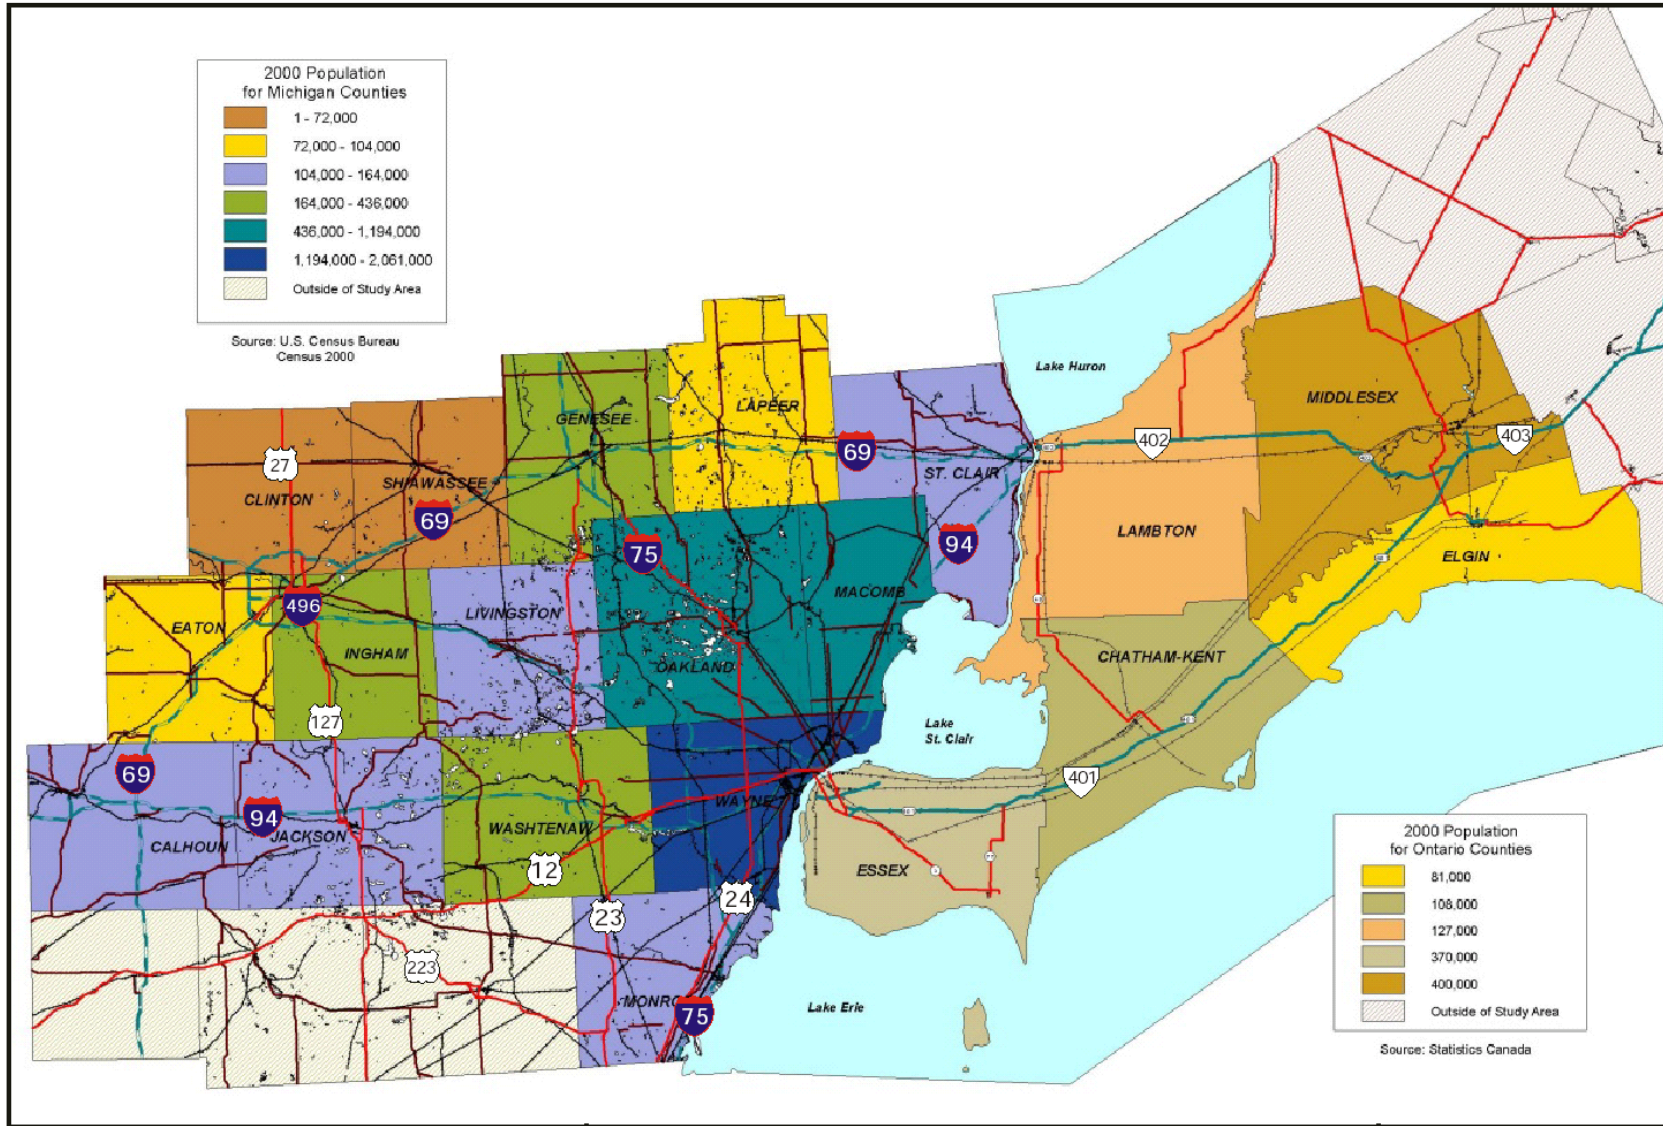 2000 Population
for Michigan Counties
1 - 72,000
72,000 - 104,000
104,000 - 164,000
164,000 - 436,000
436,000 - 1,194,000
1,194,000 - 2,061,000
Outside of Study Area
Source: U.S. Census Bureau
Census 2000
Lake Huron
MIDDLESEX
LAPEER
GENESEE
402
403
69
27
SHIAWASSEE
ST. CLAIR
CLINTON
69
LAMBTON
94
75
ELGIN
MACOMB
496
LIVINGSTON
EATON
INGHAM
OAKLAND
CHATHAM-KENT
127
Lake
St. Clair
69
401
WAYNE
94
JACKSON
WASHTENAW
CALHOUN
12
ESSEX
24
23
223
MONRO
75
Lake Erie
2000 Population
for Ontario Counties
81,000
108,000
127,000
370,000
400,000
Outside of Study Area
Source: Statistics Canada